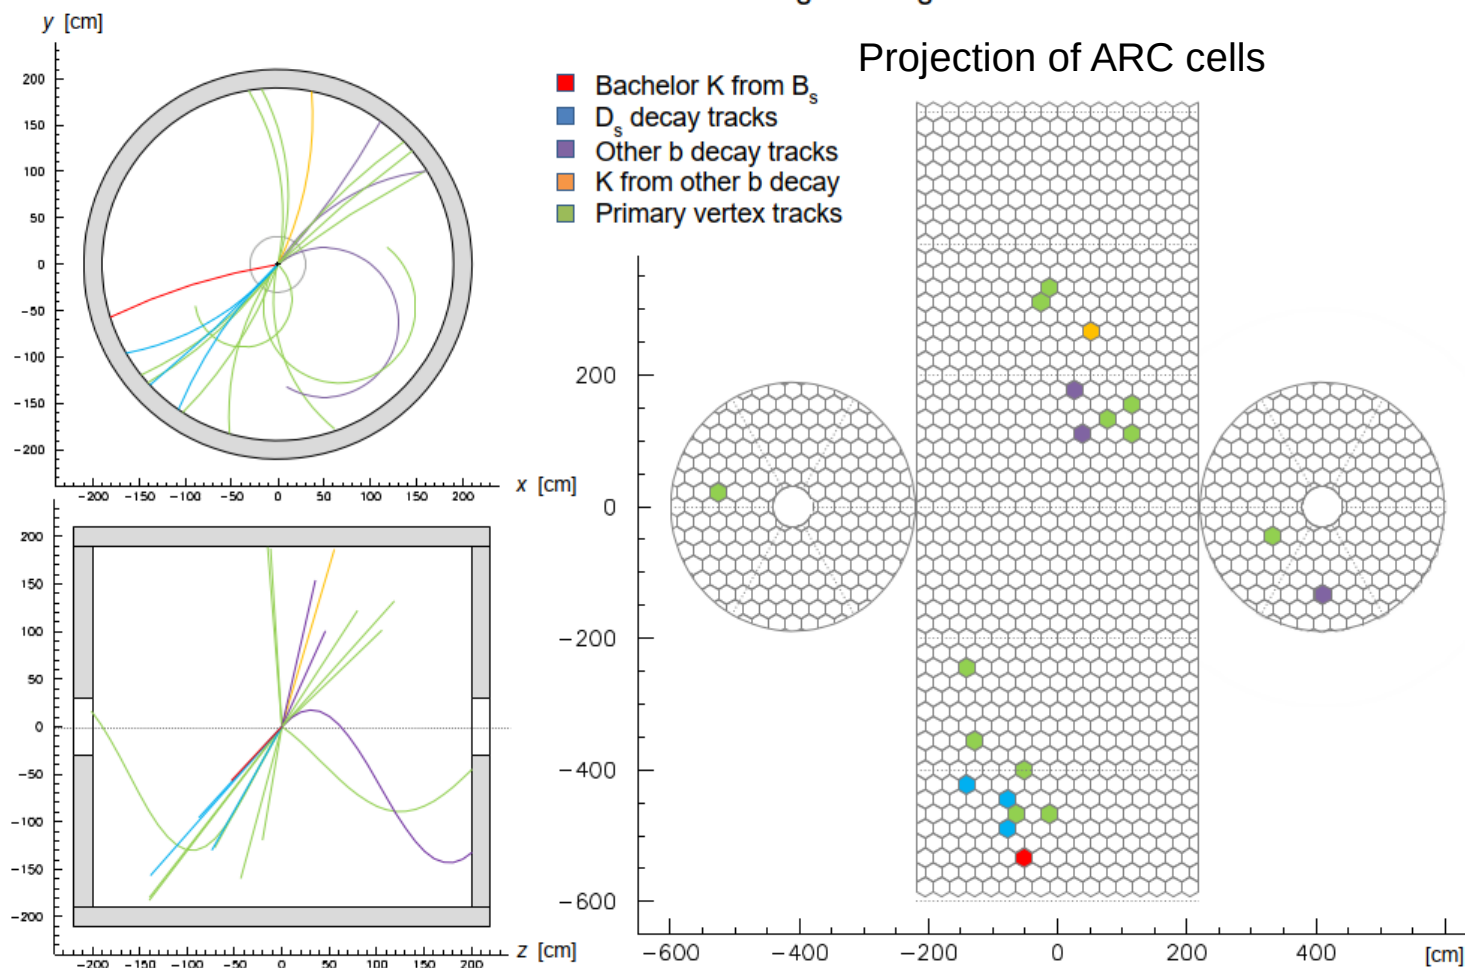 y [cm]
200
150
100
50
0
−50
−100
−150
−200
−200 −150 −100 −50 0 50 100 150 200
x [cm]
200
150
100
50
0
−50
−100
−150
−200
−200 −150 −100 −50 0 50 100 150 200
z [cm]
Bachelor K from Bs
Ds decay tracks
Other b decay tracks
K from other b decay
Primary vertex tracks
Projection of ARC cells
200
0
−200
−400
−600
−600 −400 −200 0 200 400 [cm]